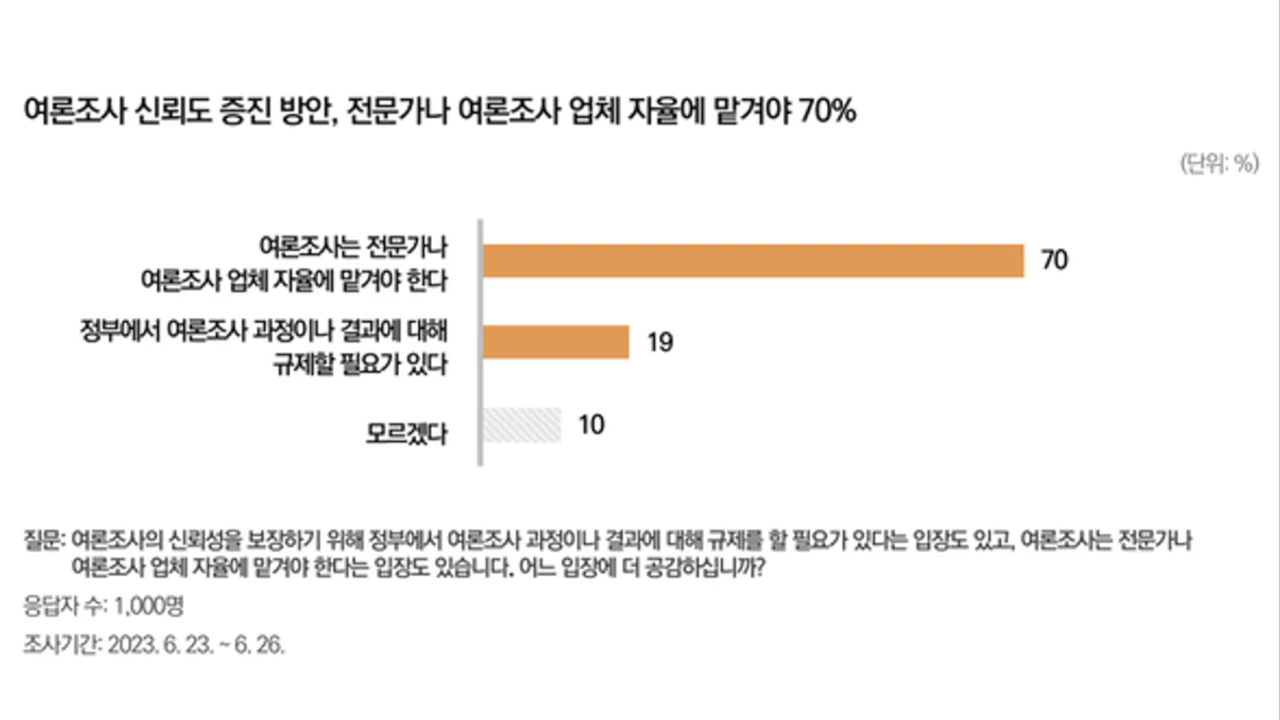 여론조사 신뢰도 증진 방안, 전문가나 여론조사 업체 자율에 맡겨야 70%
(단위: %)
여론조사는 전문가나
여론조사 업체 자율에 맡겨야 한다
70
정부에서 여론조사 과정이나 결과에 대해
규제할 필요가 있다
19
모르겠다
10
질문: 여론조사의 신뢰성을 보장하기 위해 정부에서 여론조사 과정이나 결과에 대해 규제를 할 필요가 있다는 입장도 있고, 여론조사는 전문가나
여론조사 업체 자율에 맡겨야 한다는 입장도 있습니다. 어느 입장에 더 공감하십니까?
응답자 수: 1,000명
조사기간: 2023. 6. 23. ~ 6. 26.